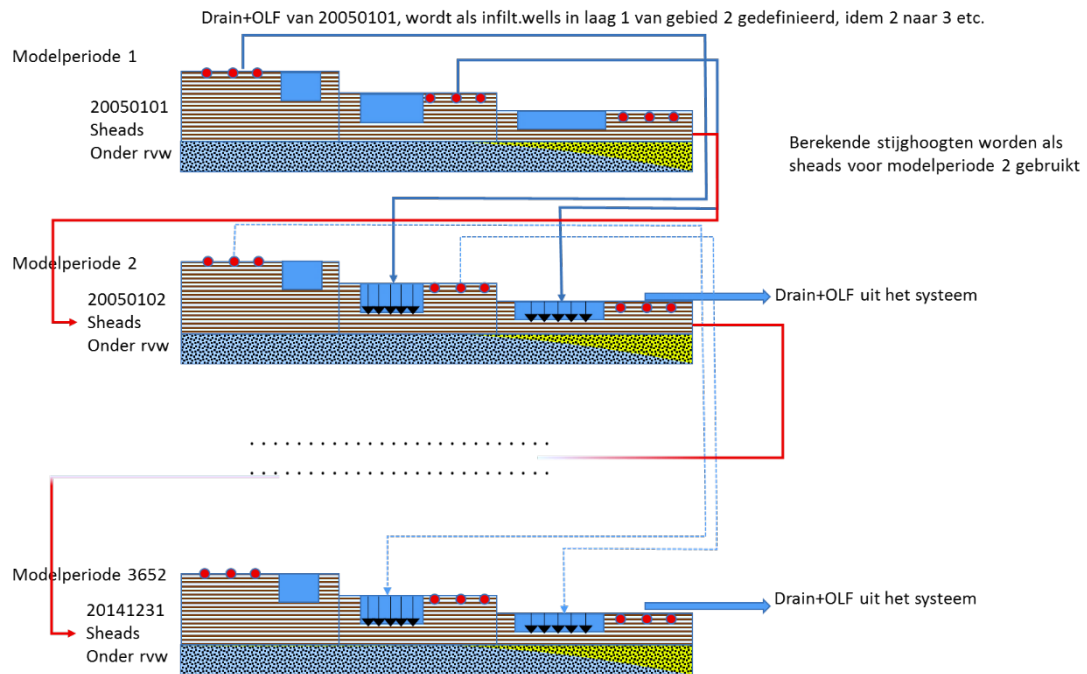 Drain+OLF van 20050101, wordt als infilt.wells in laag 1 van gebied 2 gedefinieerd, idem 2 naar 3 etc.
Modelperiode 1
20050101
Sheads
Onder rvw
Berekende stijghoogten worden als
sheads voor modelperiode 2 gebruikt
Modelperiode 2
20050102
Sheads
Onder rvw
Drain+OLF uit het systeem
Modelperiode 3652
20141231
Sheads
Onder rvw
Drain+OLF uit het systeem